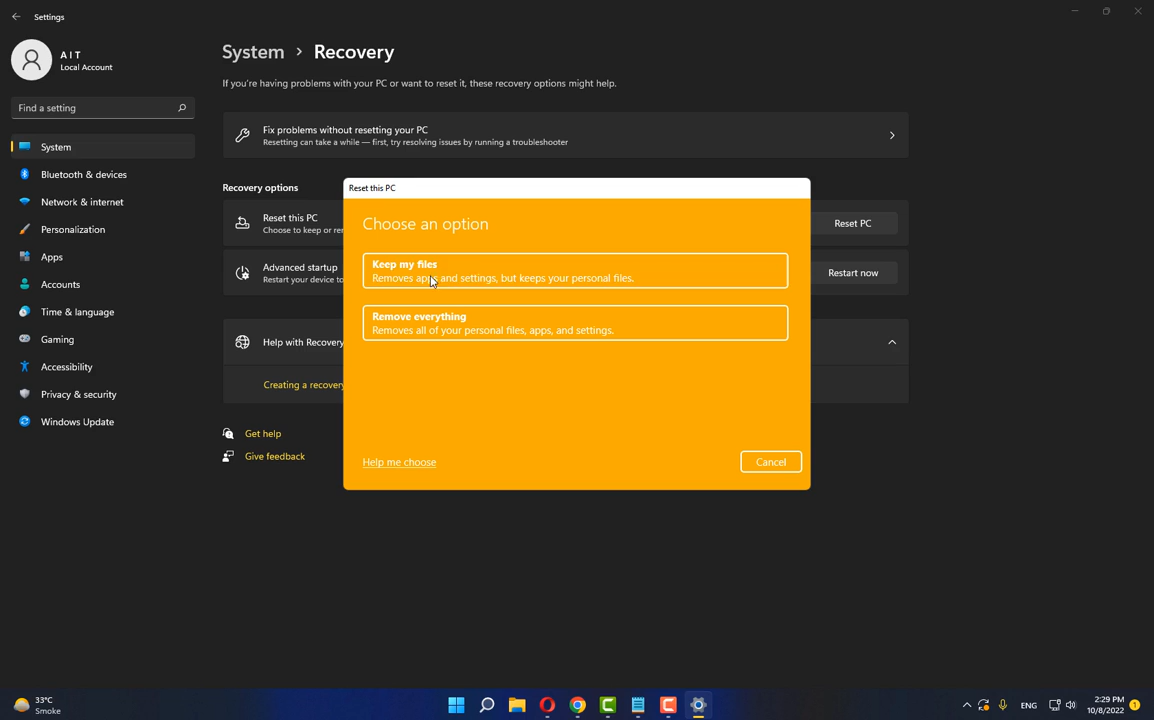 Settings
A I T
Local Account
Find a setting
System
Bluetooth & devices
Network & internet
Personalization
Apps
Accounts
Time & language
Gaming
Accessibility
Privacy & security
Windows Update
System > Recovery
If you're having problems with your PC or want to reset it, these recovery options might help.
Fix problems without resetting your PC
Resetting can take a while — first, try resolving issues by running a troubleshooter
Recovery options
Reset this PC
Choose to keep or re
Reset PC
Advanced startup
Restart your device to
Restart now
Help with Recovery
Creating a recovery
Get help
Give feedback
Reset this PC
Choose an option
Keep my files
Removes apps and settings, but keeps your personal files.
Remove everything
Removes all of your personal files, apps, and settings.
Help me choose
Cancel
33°C
Smoke
ENG
2:29 PM
10/8/2022
1